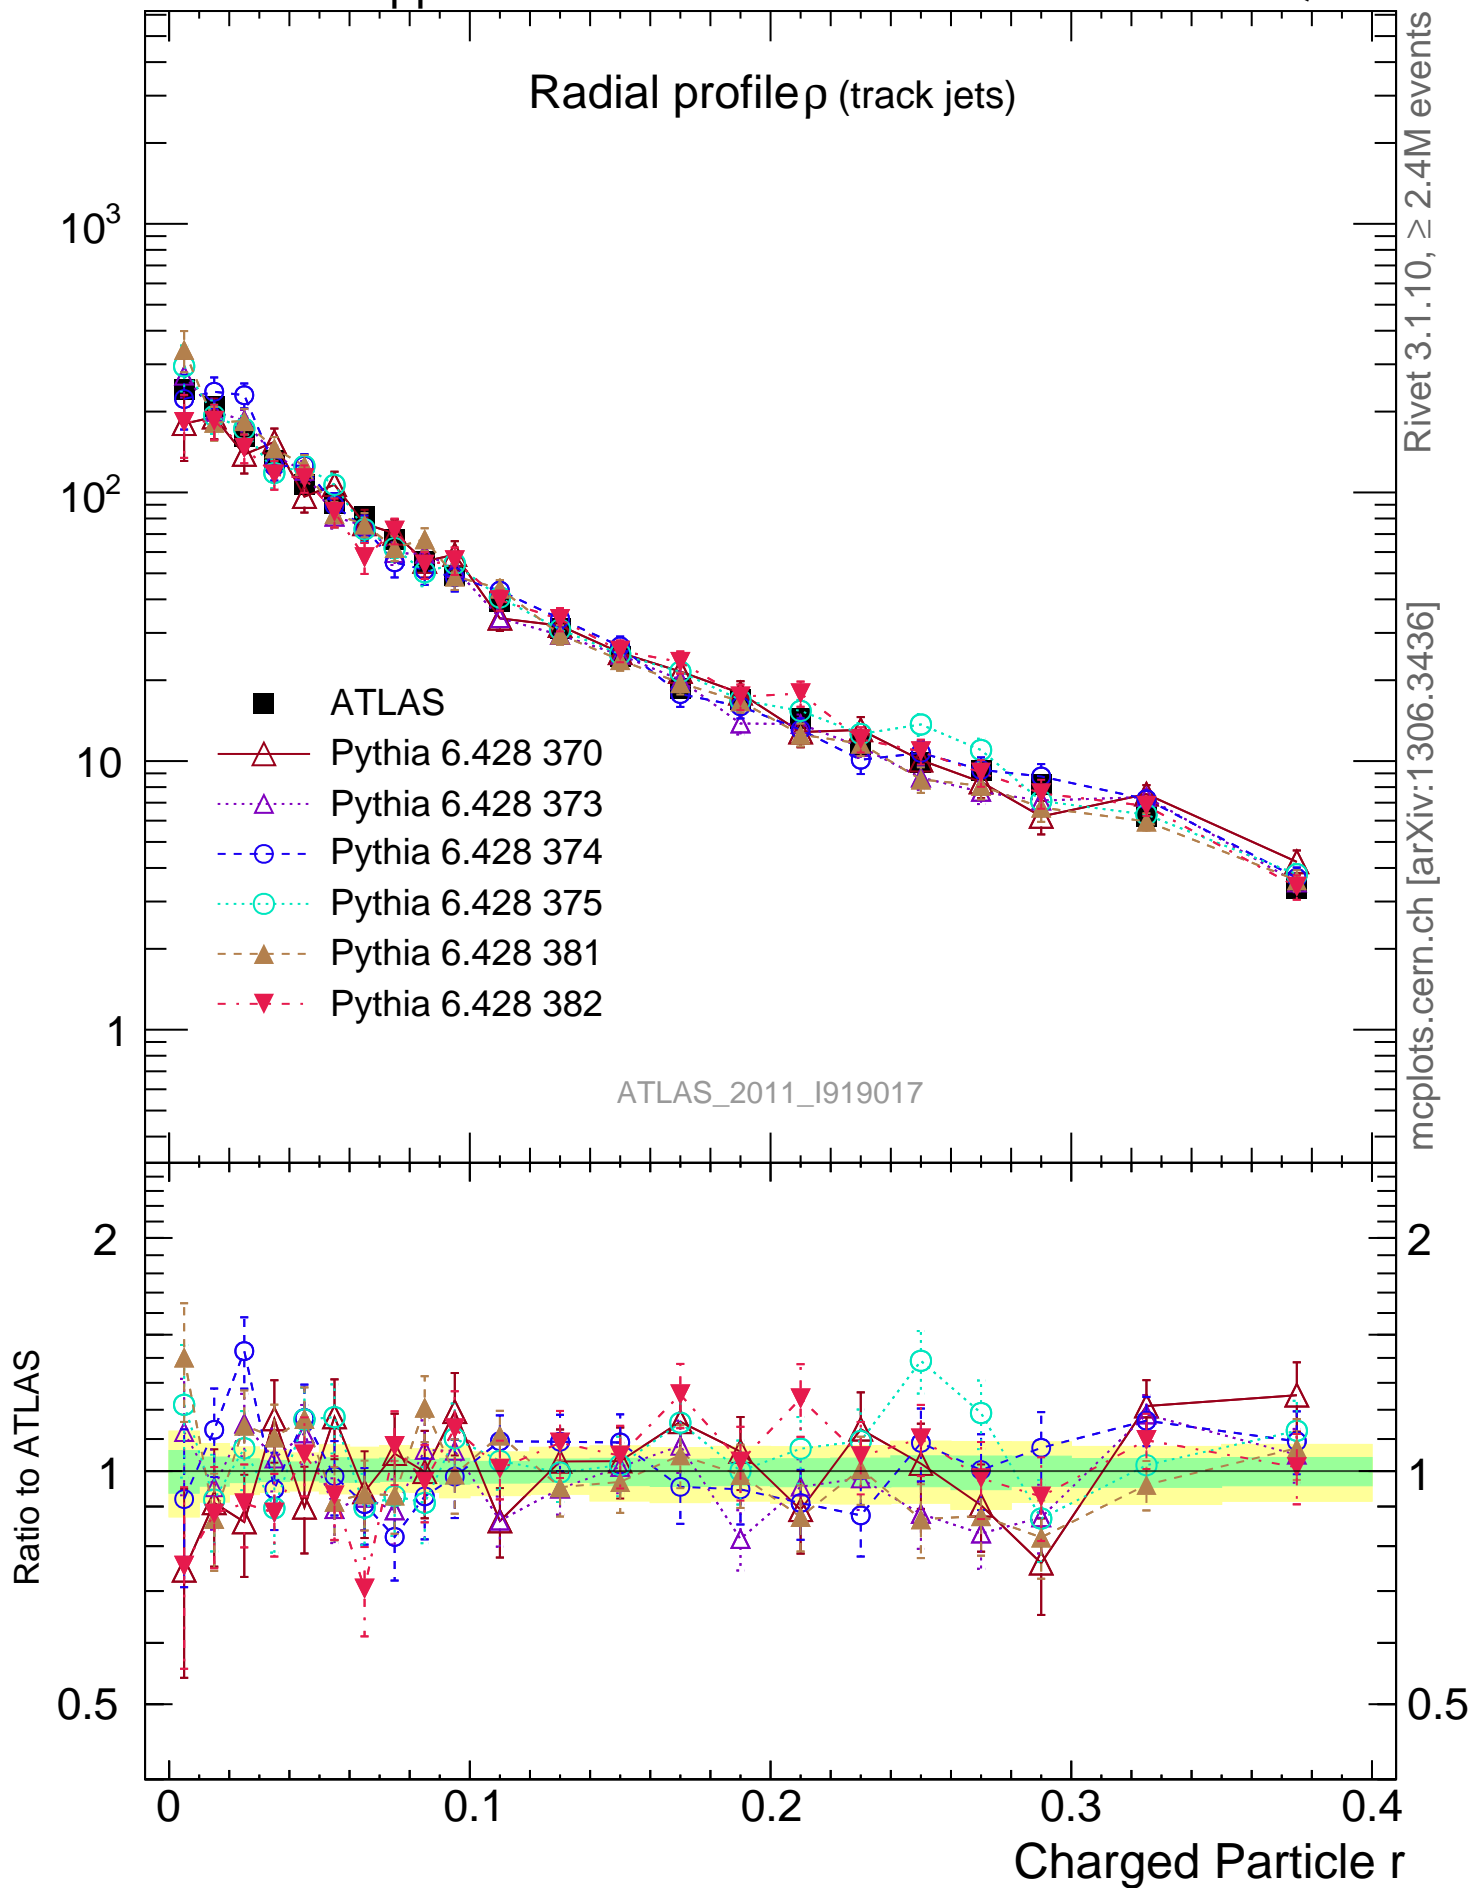 Radial profile ρ (track jets)
10³
10²
10
1
ATLAS
Pythia 6.428 370
Pythia 6.428 373
Pythia 6.428 374
Pythia 6.428 375
Pythia 6.428 381
Pythia 6.428 382
ATLAS_2011_I919017
Rivet 3.1.10, ≥ 2.4M events
mcplots.cern.ch [arXiv:1306.3436]
Ratio to ATLAS
2
1
0.5
2
1
0.5
0
0.1
0.2
0.3
0.4
Charged Particle r